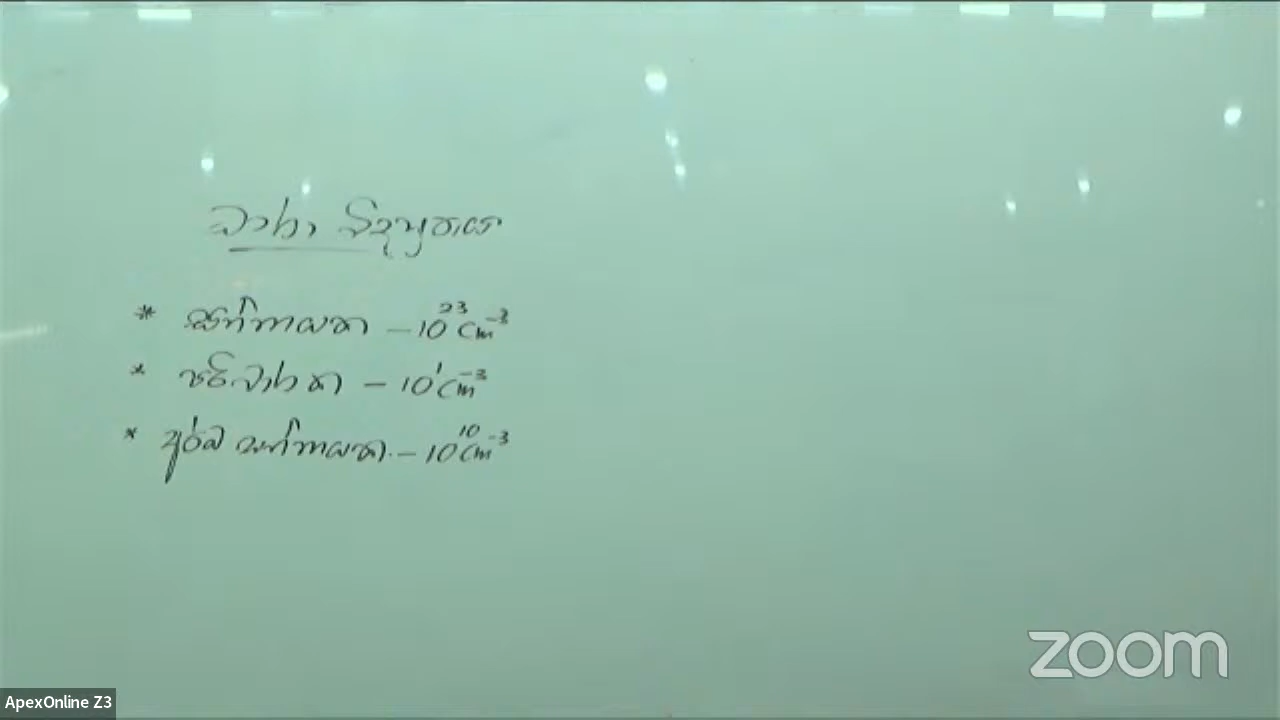 ධාරා විද්‍යුතය
* සන්නායක - 10²³ cm⁻³
* පරිවාරක - 10¹ cm⁻³
* අර්ධ සන්නායක - 10¹⁰ cm⁻³
zoom
ApexOnline Z3